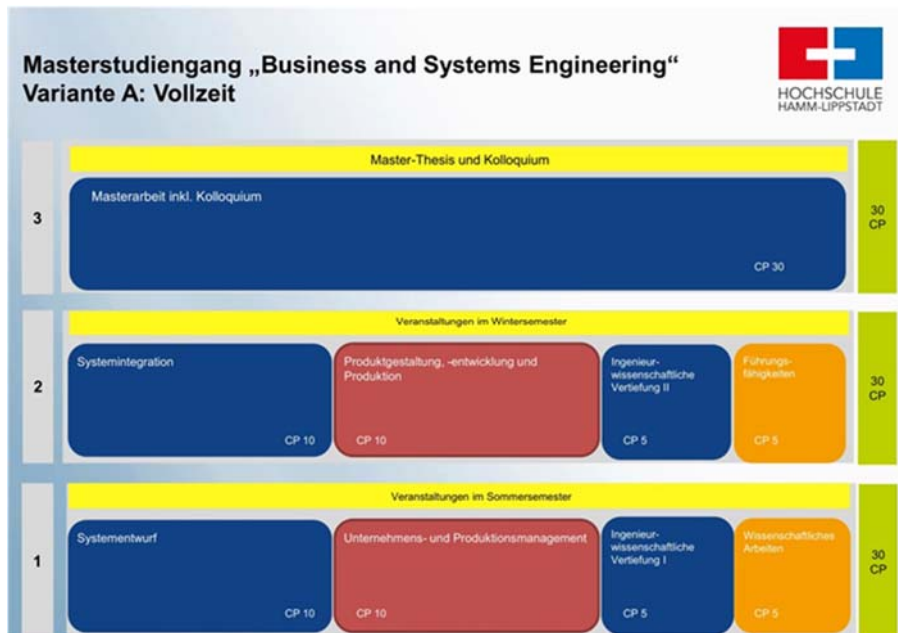 Masterstudiengang „Business and Systems Engineering“
Variante A: Vollzeit
HOCHSCHULE
HAMM-LIPPSTADT
Master-Thesis und Kolloquium
3
Masterarbeit inkl. Kolloquium
CP 30
30
CP
Veranstaltungen im Wintersemester
2
Systemintegration
CP 10
Produktgestaltung, -entwicklung und
Produktion
CP 10
Ingenieur-
wissenschaftliche
Vertiefung II
CP 5
Führungs-
fähigkeiten
CP 5
30
CP
Veranstaltungen im Sommersemester
1
Systementwurf
CP 10
Unternehmens- und Produktionsmanagement
CP 10
Ingenieur-
wissenschaftliche
Vertiefung I
CP 5
Wissenschaftliches
Arbeiten
CP 5
30
CP